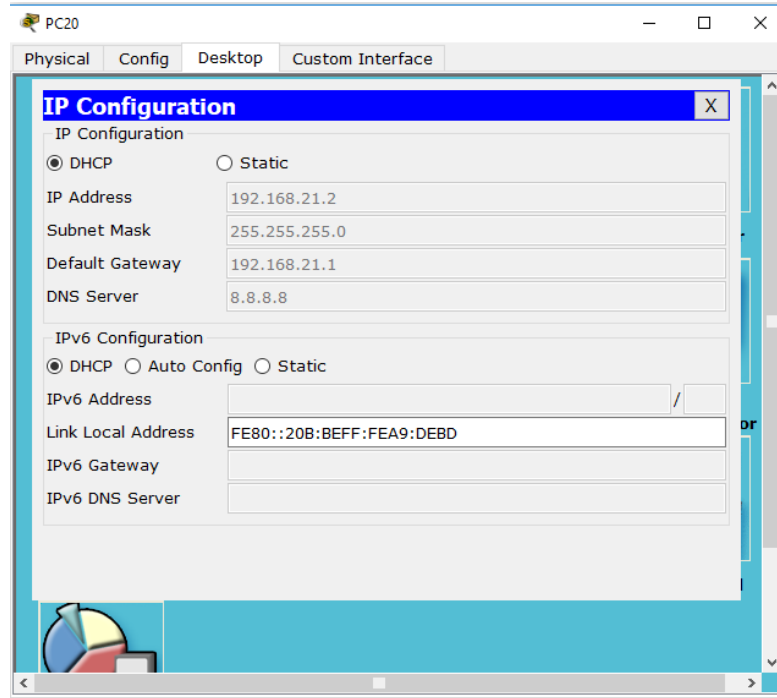 PC20
Physical Config Desktop Custom Interface
IP Configuration X
IP Configuration
DHCP Static
IP Address 192.168.21.2
Subnet Mask 255.255.255.0
Default Gateway 192.168.21.1
DNS Server 8.8.8.8
IPv6 Configuration
DHCP Auto Config Static
IPv6 Address /
Link Local Address FE80::20B:BEFF:FEA9:DEBD
IPv6 Gateway
IPv6 DNS Server
or